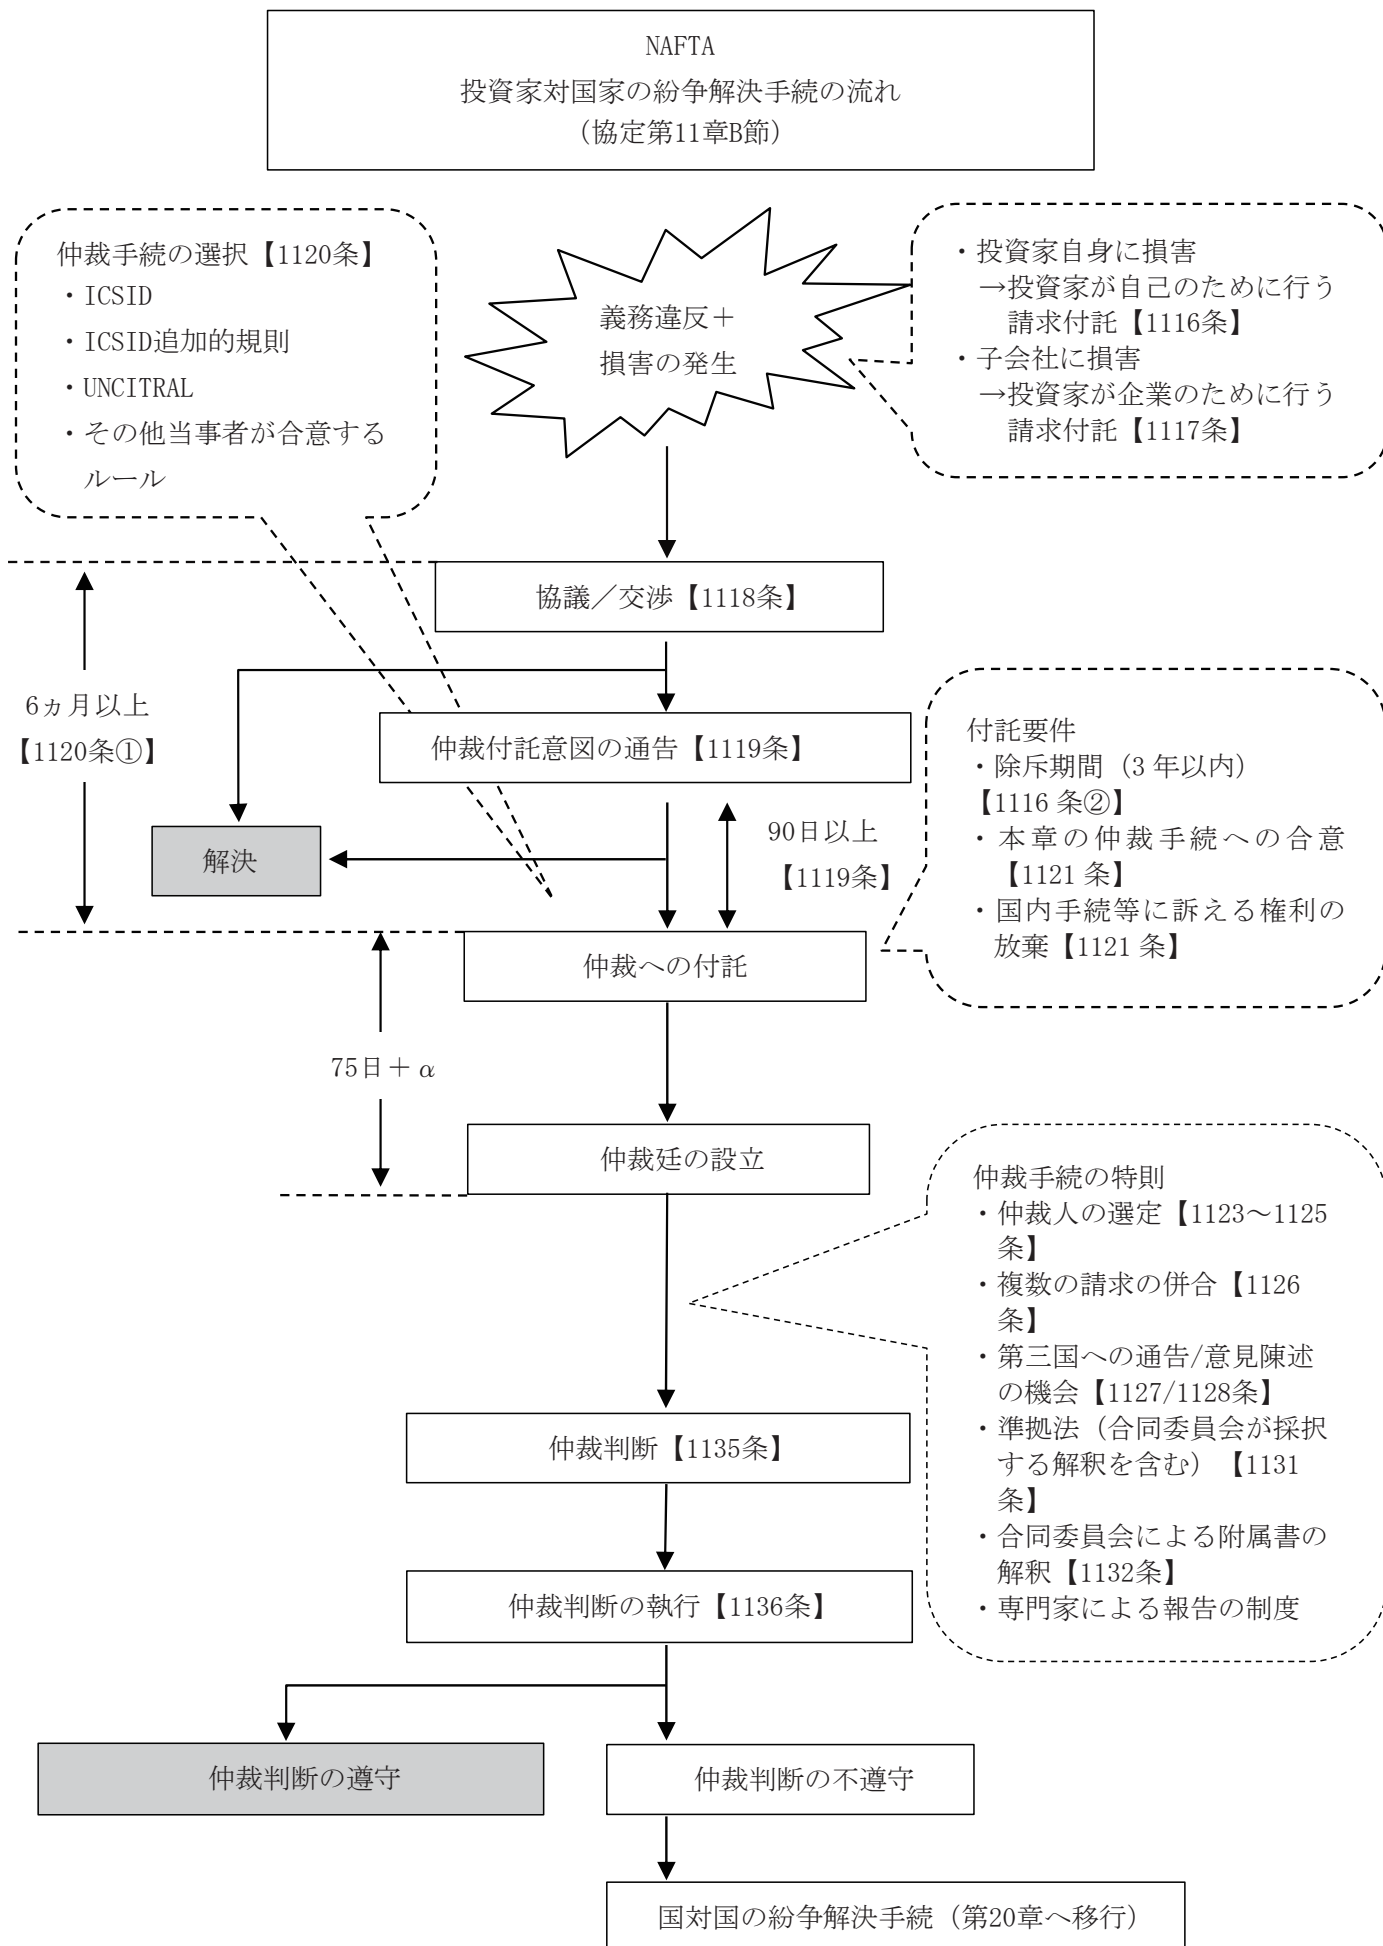 NAFTA
投資家対国家の紛争解決手続の流れ
（協定第11章B節）
仲裁手続の選択【1120条】
・ICSID
・ICSID追加的規則
・UNCITRAL
・その他当事者が合意する
ルール
義務違反＋
損害の発生
・投資家自身に損害
→投資家が自己のために行う
請求付託【1116条】
・子会社に損害
→投資家が企業のために行う
請求付託【1117条】
協議／交渉【1118条】
6ヵ月以上
【1120条①】
仲裁付託意図の通告【1119条】
解決
90日以上
【1119条】
付託要件
・除斥期間（3 年以内）
【1116 条②】
・本章の仲裁手続への合意
【1121 条】
・国内手続等に訴える権利の
放棄【1121 条】
仲裁への付託
75日＋α
仲裁廷の設立
仲裁手続の特則
・仲裁人の選定【1123～1125
条】
・複数の請求の併合【1126
条】
・第三国への通告/意見陳述
の機会【1127/1128条】
・準拠法（合同委員会が採択
する解釈を含む）【1131
条】
・合同委員会による附属書の
解釈【1132条】
・専門家による報告の制度
仲裁判断【1135条】
仲裁判断の執行【1136条】
仲裁判断の遵守
仲裁判断の不遵守
国対国の紛争解決手続（第20章へ移行）